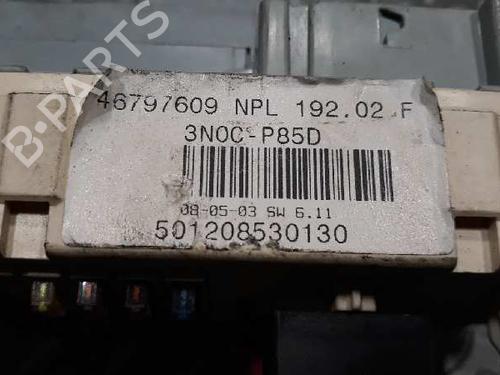 B-PARTS
46797609 NPL 192.02 F
3N0C-P85D
08-05-03 SW 6.11
501208530130